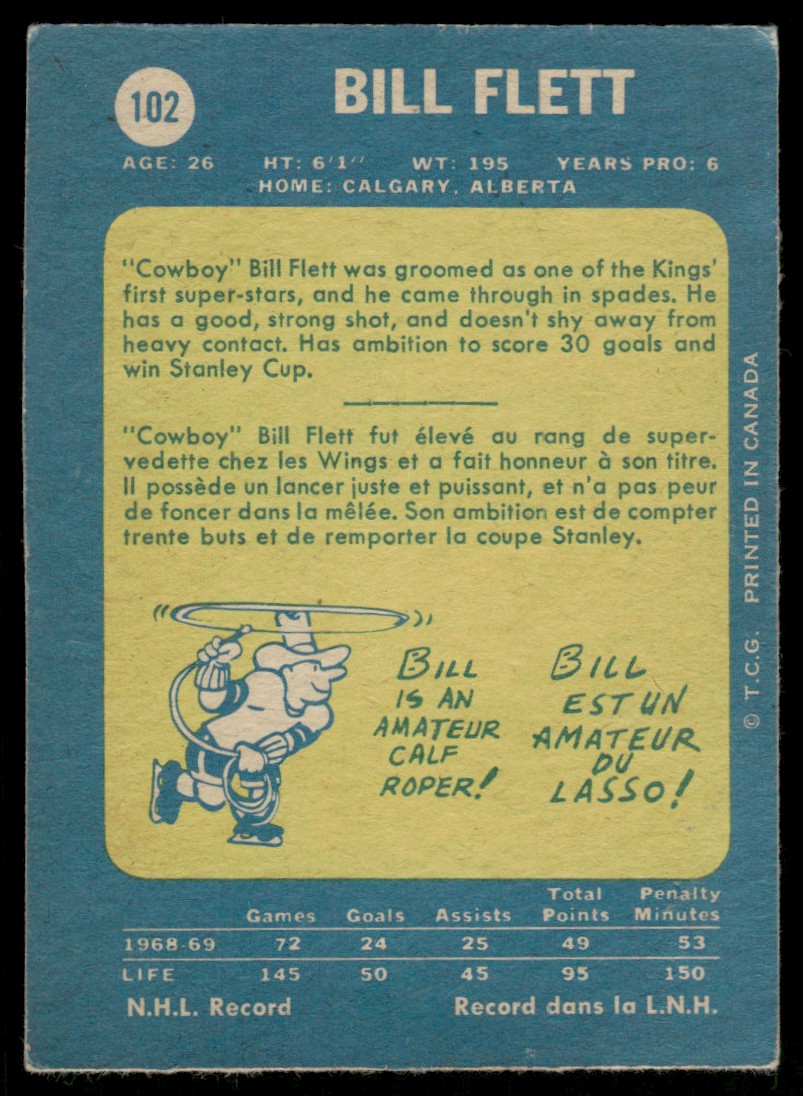 102
BILL FLETT
AGE: 26 HT: 6'1" WT: 195 YEARS PRO: 6
HOME: CALGARY, ALBERTA
"Cowboy" Bill Flett was groomed as one of the Kings'
first super-stars, and he came through in spades. He
has a good, strong shot, and doesn't shy away from
heavy contact. Has ambition to score 30 goals and
win Stanley Cup.
"Cowboy" Bill Flett fut élevé au rang de super-
vedette chez les Wings et a fait honneur à son titre.
Il possède un lancer juste et puissant, et n'a pas peur
de foncer dans la mêlée. Son ambition est de compter
trente buts et de remporter la coupe Stanley.
BILL
IS AN
AMATEUR
CALF
ROPER!
BILL
EST UN
AMATEUR
DU
LASSO!
© T.C.G. PRINTED IN CANADA
Games Goals Assists Total Points Penalty Minutes
1968-69 72 24 25 49 53
LIFE 145 50 45 95 150
N.H.L. Record Record dans la L.N.H.